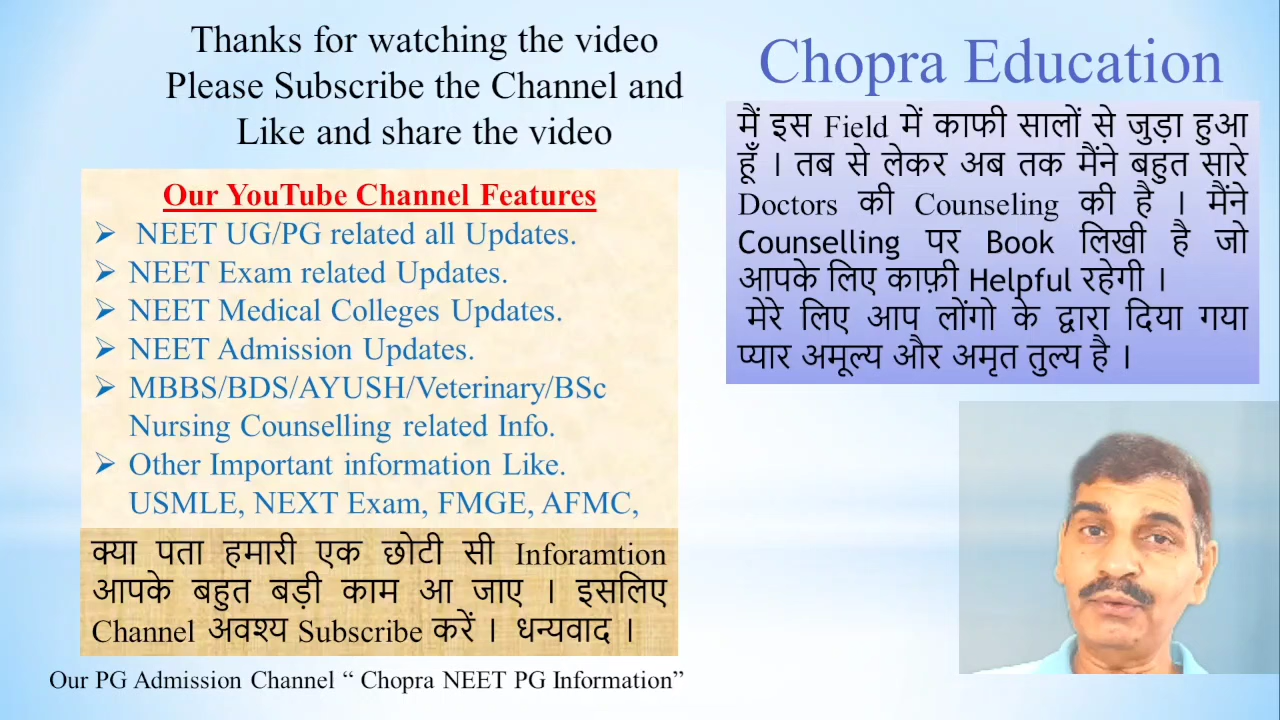 Thanks for watching the video
Please Subscribe the Channel and
Like and share the video
Our YouTube Channel Features
➢ NEET UG/PG related all Updates.
➢ NEET Exam related Updates.
➢ NEET Medical Colleges Updates.
➢ NEET Admission Updates.
➢ MBBS/BDS/AYUSH/Veterinary/BSc
Nursing Counselling related Info.
➢ Other Important information Like.
USMLE, NEXT Exam, FMGE, AFMC,
क्या पता हमारी एक छोटी सी Inforamtion
आपके बहुत बड़ी काम आ जाए । इसलिए
Channel अवश्य Subscribe करें । धन्यवाद ।
Our PG Admission Channel “ Chopra NEET PG Information”
Chopra Education
मैं इस Field में काफी सालों से जुड़ा हुआ
हूँ । तब से लेकर अब तक मैंने बहुत सारे
Doctors की Counseling की है । मैंने
Counselling पर Book लिखी है जो
आपके लिए काफ़ी Helpful रहेगी ।
मेरे लिए आप लोंगो के द्वारा दिया गया
प्यार अमूल्य और अमृत तुल्य है ।